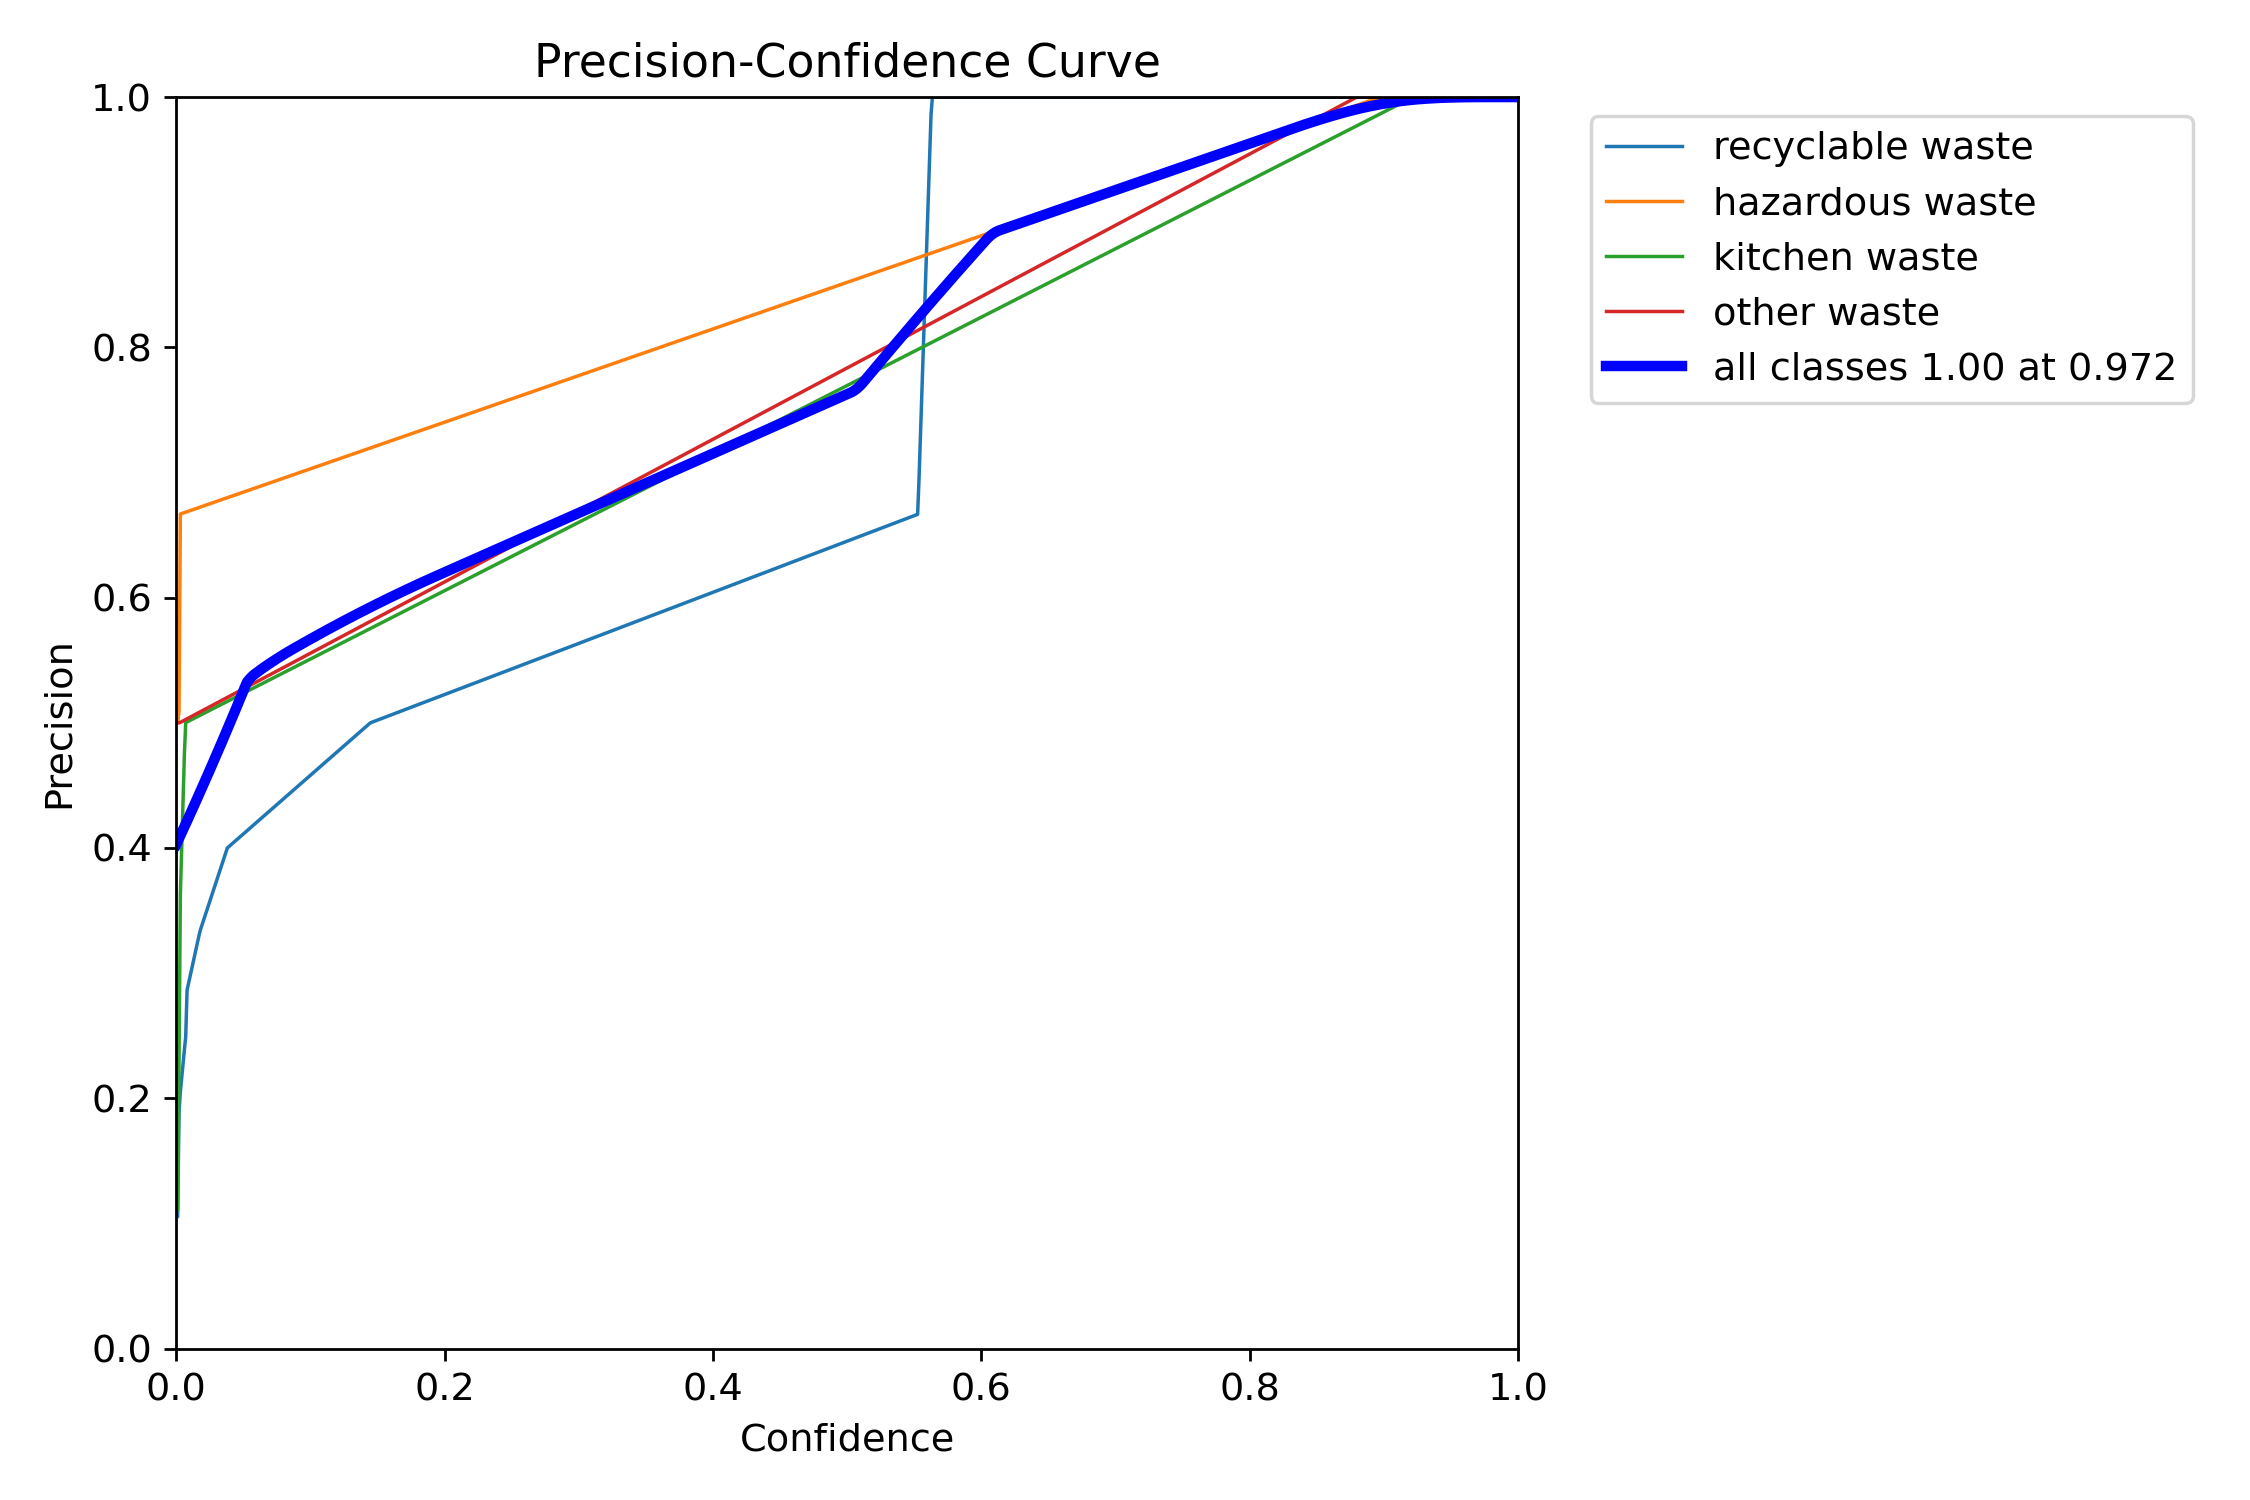 Precision-Confidence Curve
1.0
0.8
0.6
0.4
0.2
0.0
Precision
0.0 0.2 0.4 0.6 0.8 1.0
Confidence
recyclable waste
hazardous waste
kitchen waste
other waste
all classes 1.00 at 0.972